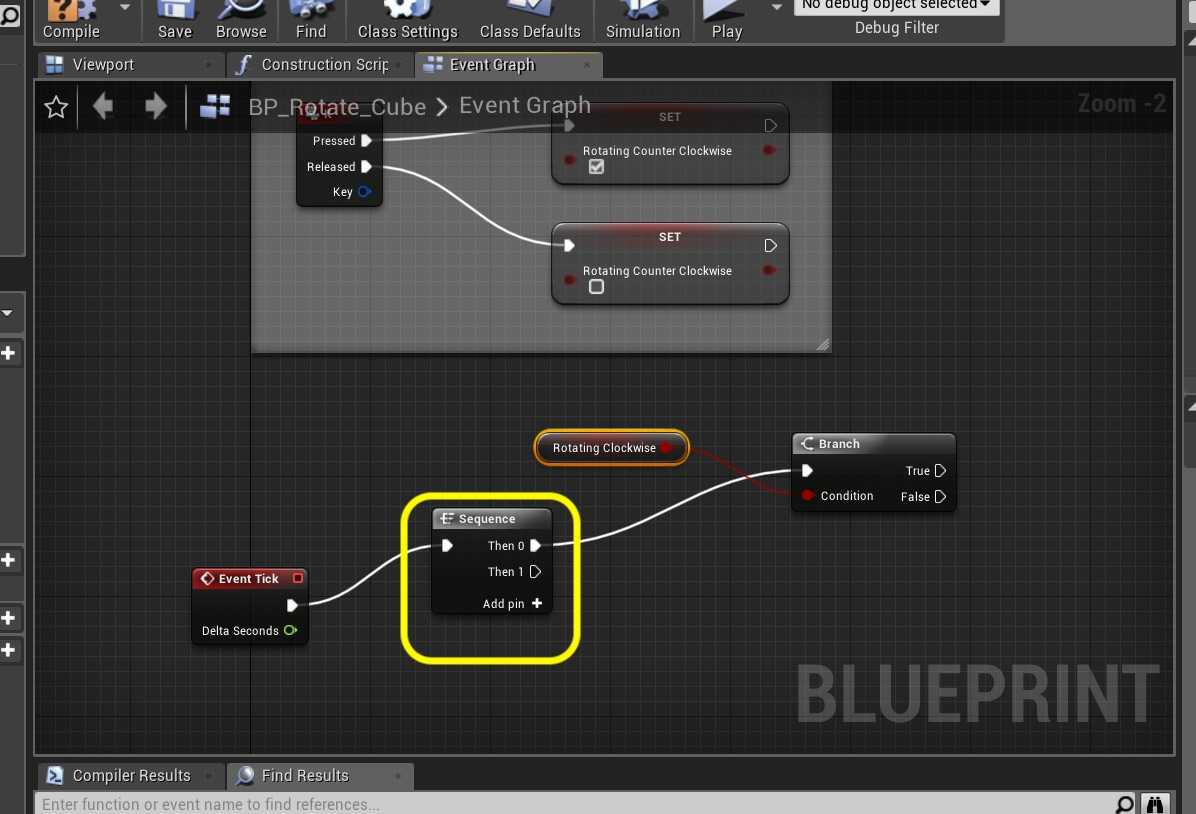 No debug object selected
Compile
Save
Browse
Find
Class Settings
Class Defaults
Simulation
Play
Debug Filter
Viewport
Construction Scrip
Event Graph
BP_Rotate_Cube
Event Graph
Zoom -2
Pressed
Released
Key
SET
Rotating Counter Clockwise
SET
Rotating Counter Clockwise
Rotating Clockwise
Branch
True
Condition
False
Sequence
Then 0
Then 1
Add pin
Event Tick
Delta Seconds
BLUEPRINT
Compiler Results
Find Results
Enter function or event name to find references...